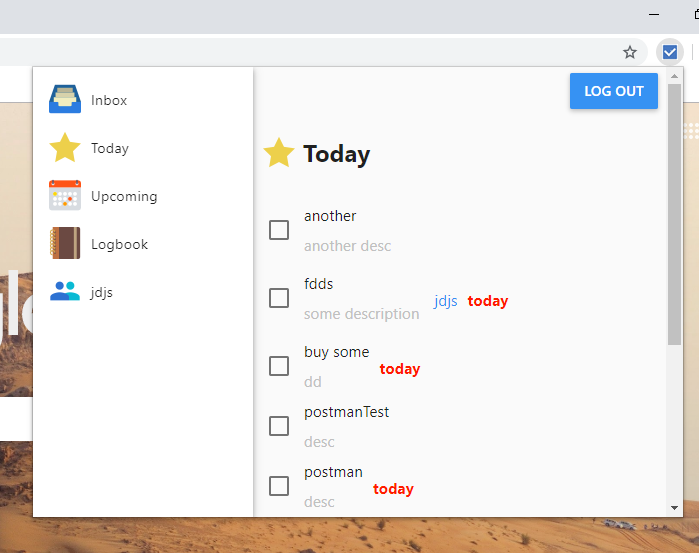 Inbox
Today
Upcoming
Logbook
jdjs
LOG OUT
Today
another
another desc
fdds
some description jdjs today
buy some
today
dd
postmanTest
desc
postman
today
desc